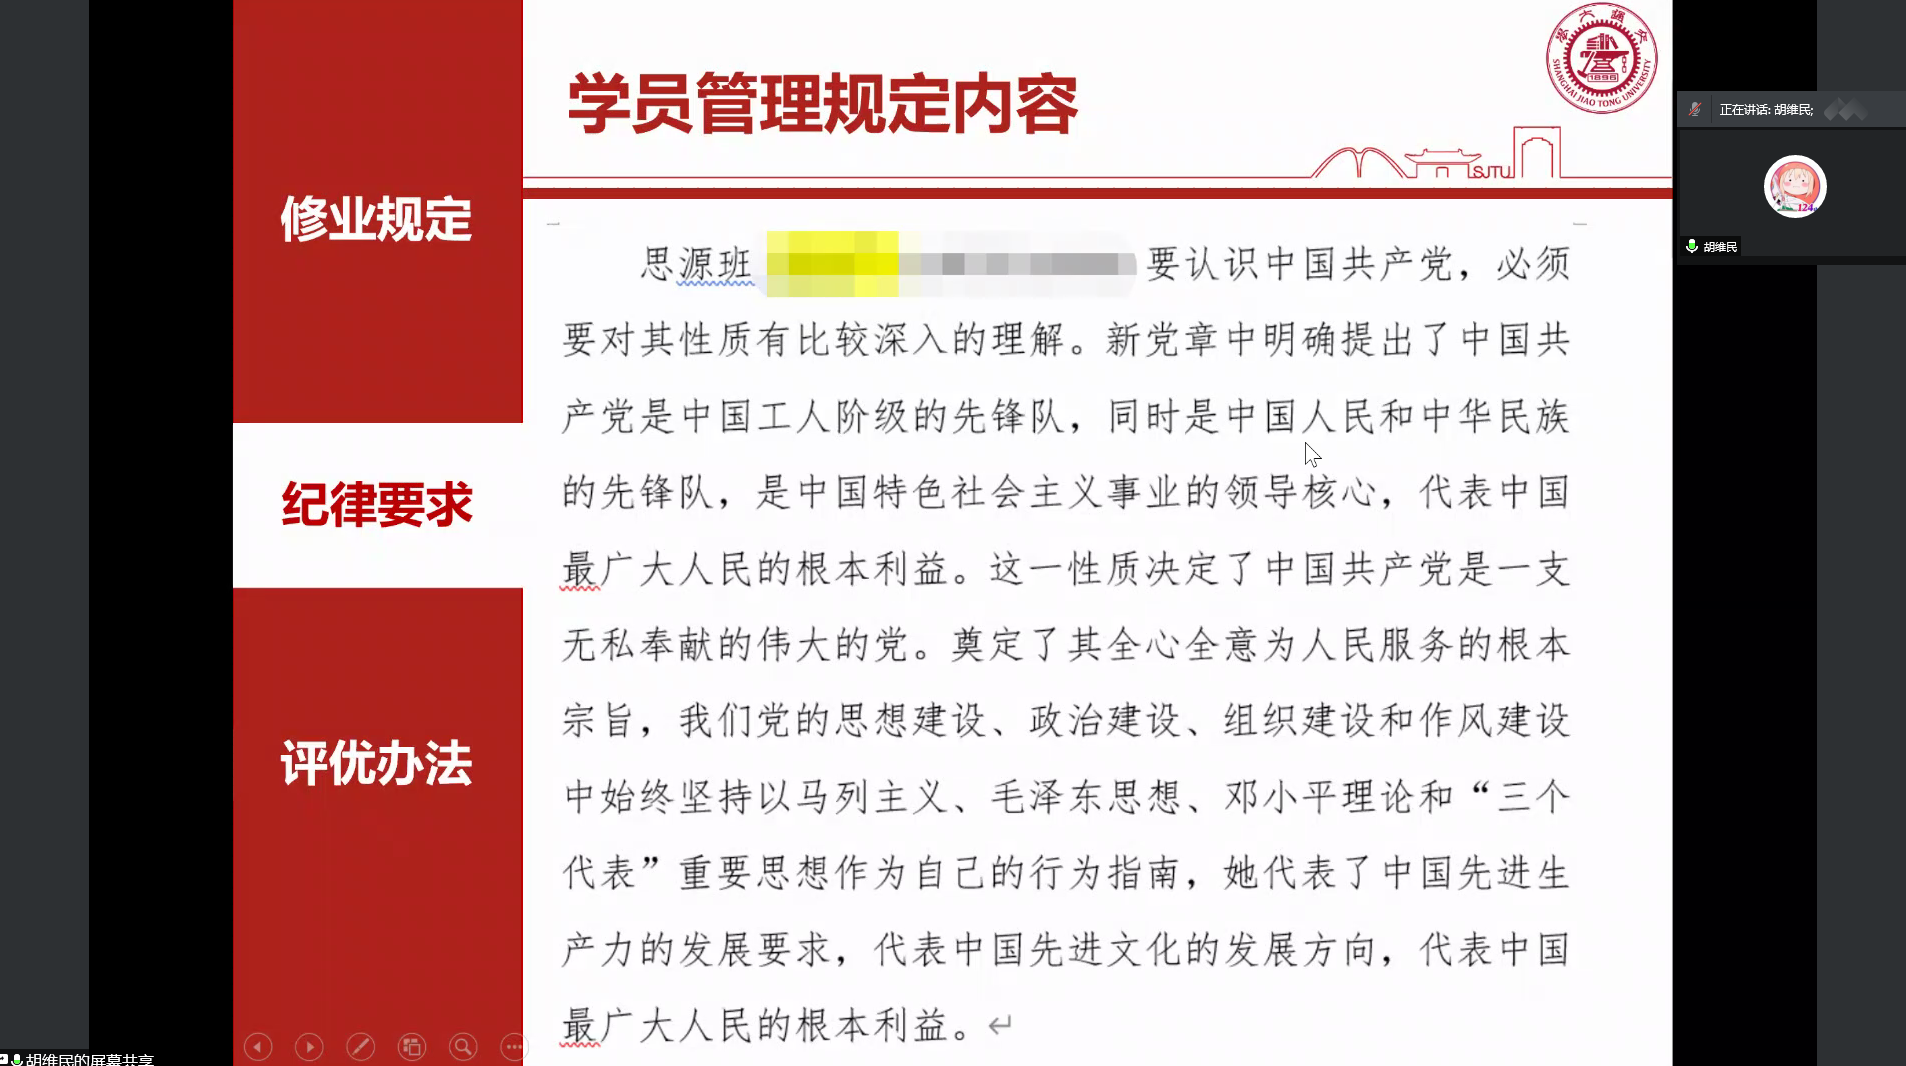 学员管理规定内容
SHANGHAI JIAO TONG UNIVERSITY
1896
SJTU
修业规定
纪律要求
评优办法
思源班 要认识中国共产党，必须
要对其性质有比较深入的理解。新党章中明确提出了中国共
产党是中国工人阶级的先锋队，同时是中国人民和中华民族
的先锋队，是中国特色社会主义事业的领导核心，代表中国
最广大人民的根本利益。这一性质决定了中国共产党是一支
无私奉献的伟大的党。奠定了其全心全意为人民服务的根本
宗旨，我们党的思想建设、政治建设、组织建设和作风建设
中始终坚持以马列主义、毛泽东思想、邓小平理论和“三个
代表”重要思想作为自己的行为指南，她代表了中国先进生
产力的发展要求，代表中国先进文化的发展方向，代表中国
最广大人民的根本利益。
正在讲话: 胡维民;
124
胡维民
胡维民的屏幕共享